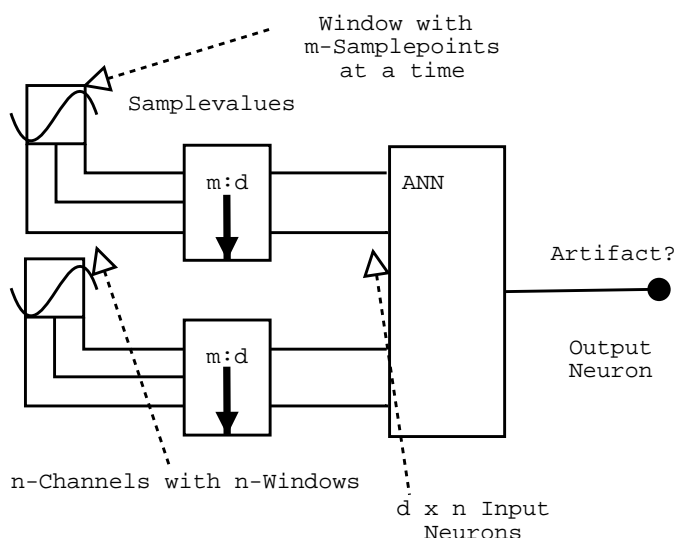 Window with
m-Samplepoints
at a time
Samplevalues
m:d
ANN
Artifact?
Output
Neuron
m:d
n-Channels with n-Windows
d x n Input
Neurons